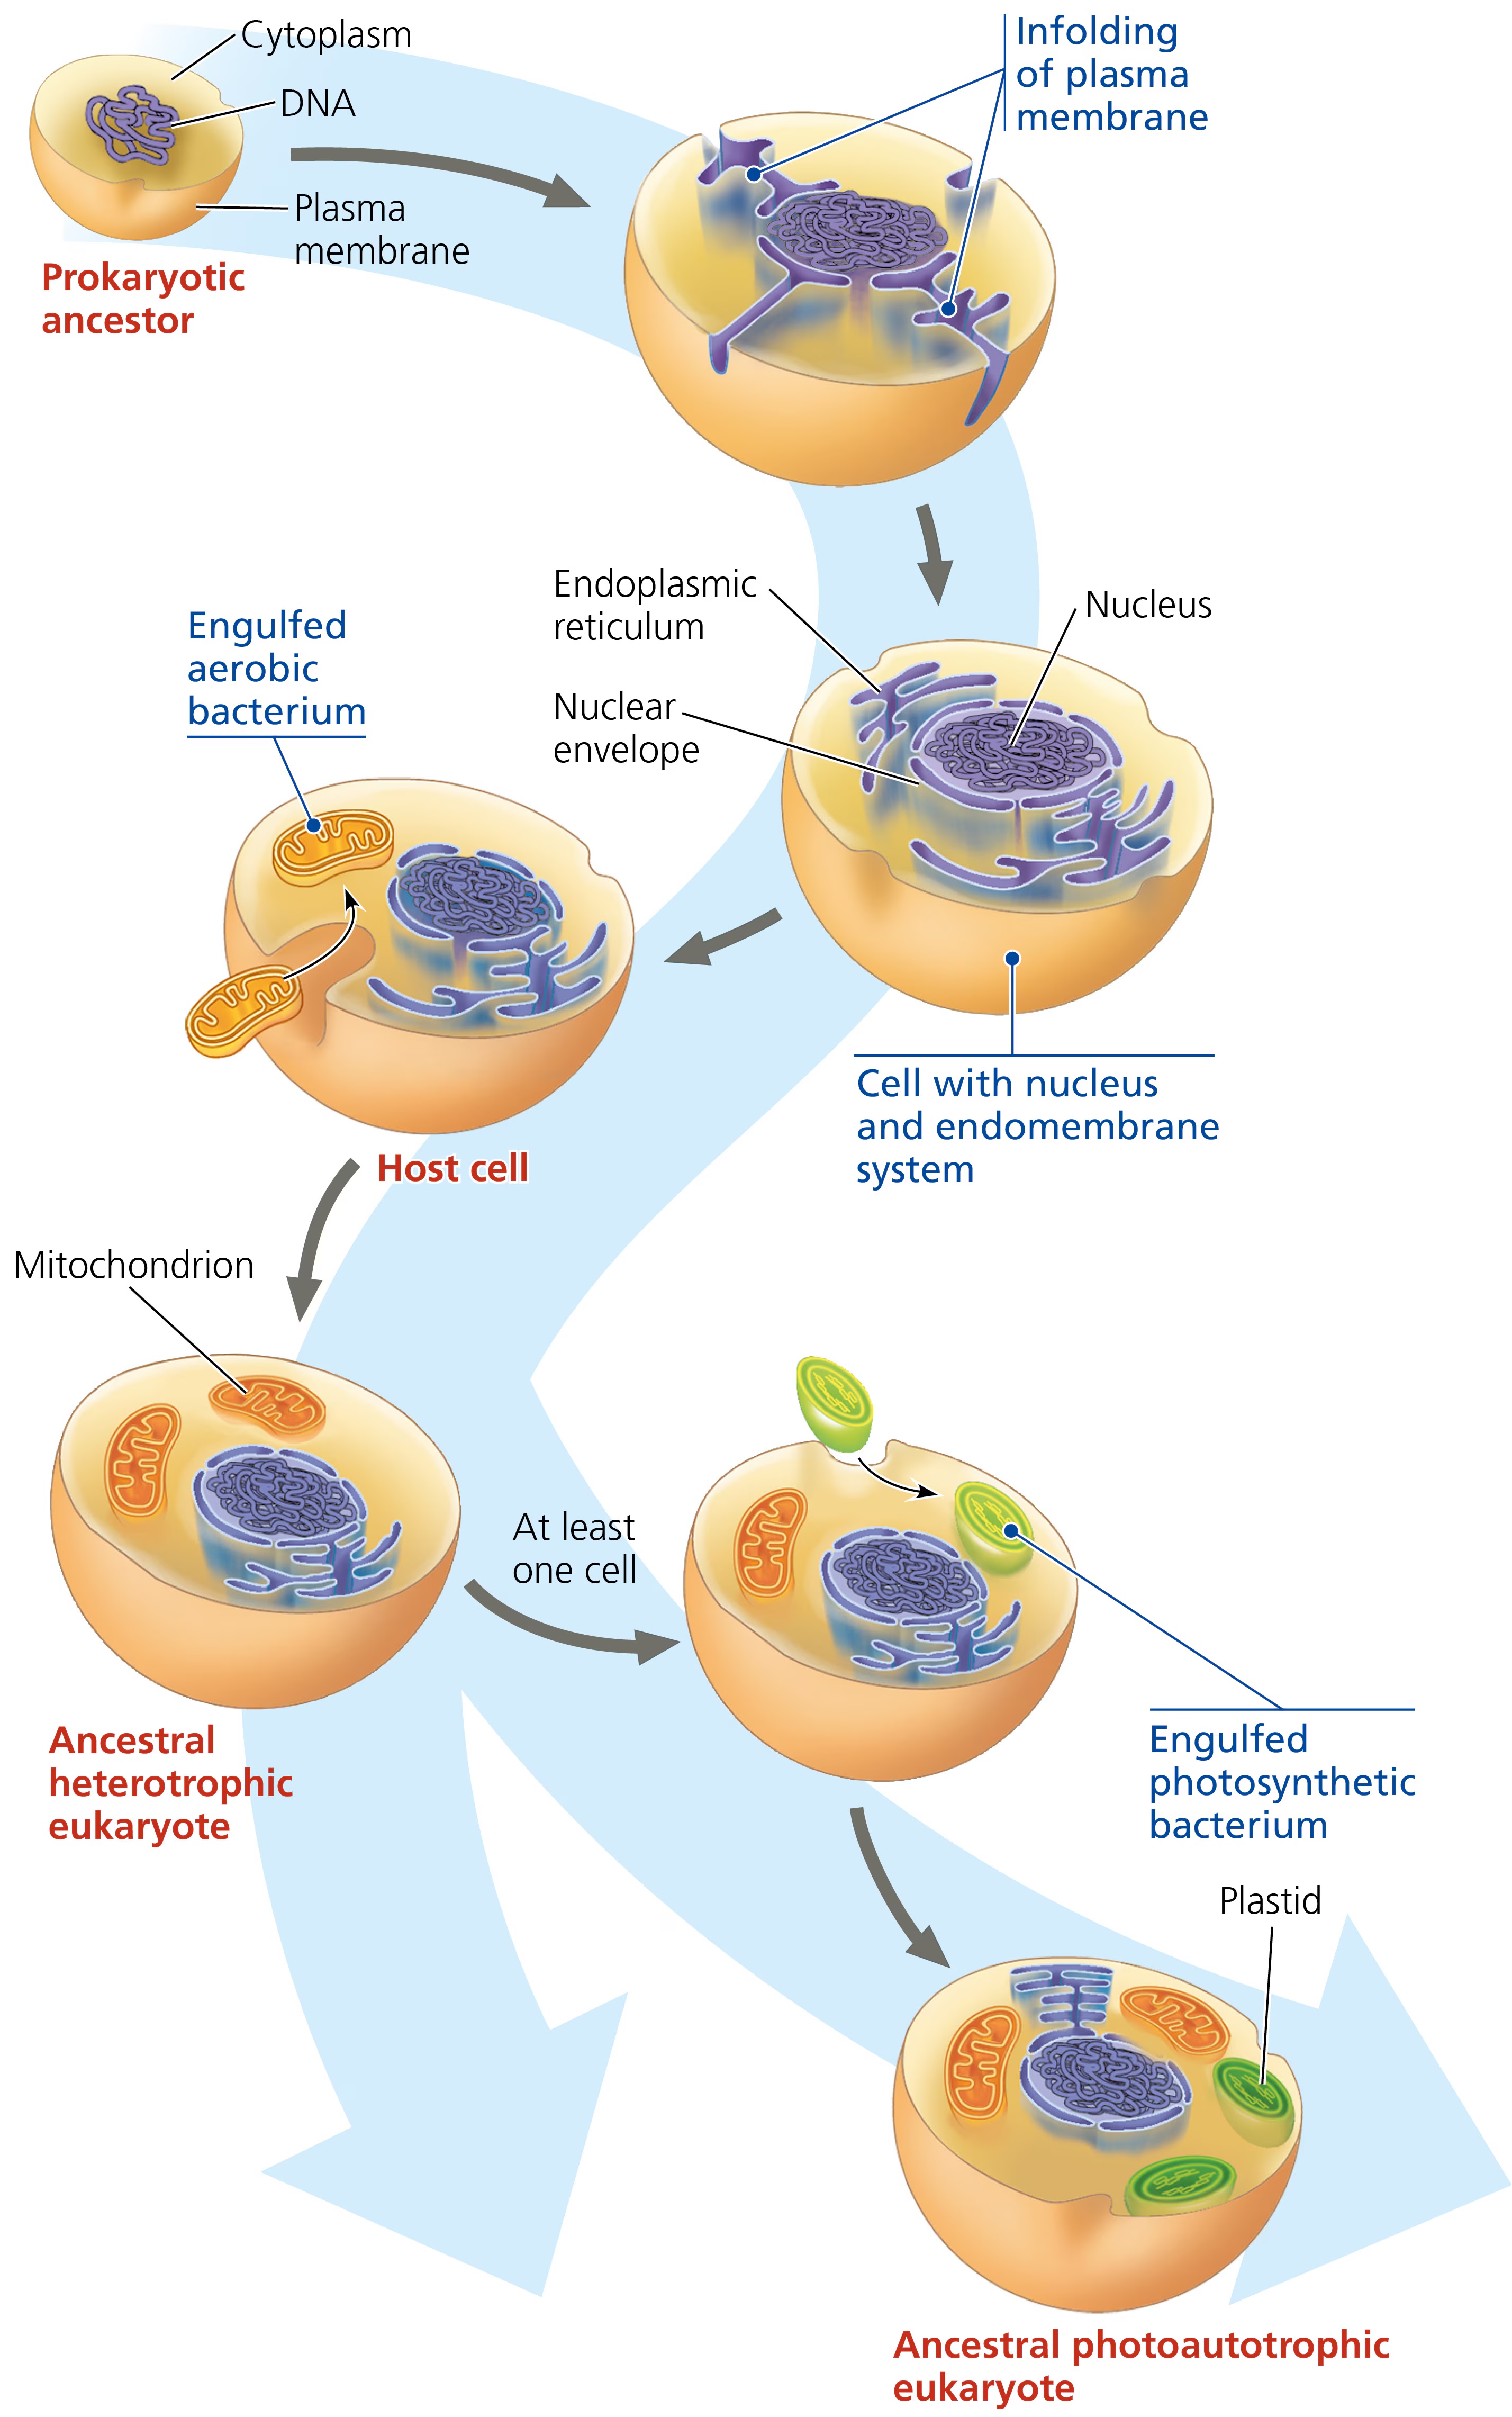 Cytoplasm
DNA
Plasma
membrane
Prokaryotic
ancestor
Infolding
of plasma
membrane
Endoplasmic
reticulum
Nucleus
Nuclear
envelope
Engulfed
aerobic
bacterium
Cell with nucleus
and endomembrane
system
Host cell
Mitochondrion
At least
one cell
Ancestral
heterotrophic
eukaryote
Engulfed
photosynthetic
bacterium
Plastid
Ancestral photoautotrophic
eukaryote